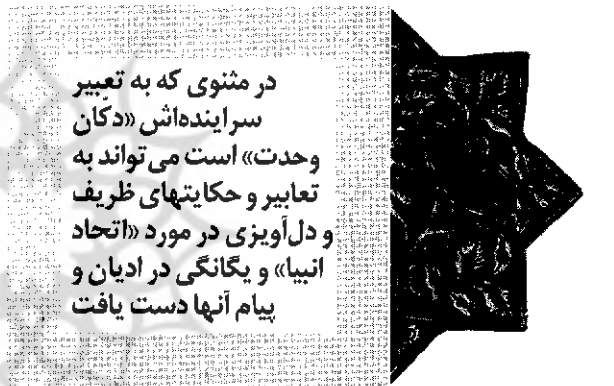 در مثنوی که به تعبیر
سراینده‌اش «دکّان
وحدت» است می‌تواند به
تعابیر و حکایتهای ظریف
و دل‌آویزی در مورد «اتحاد
انبیا» و یگانگی در ادیان و
پیام آنها دست یافت